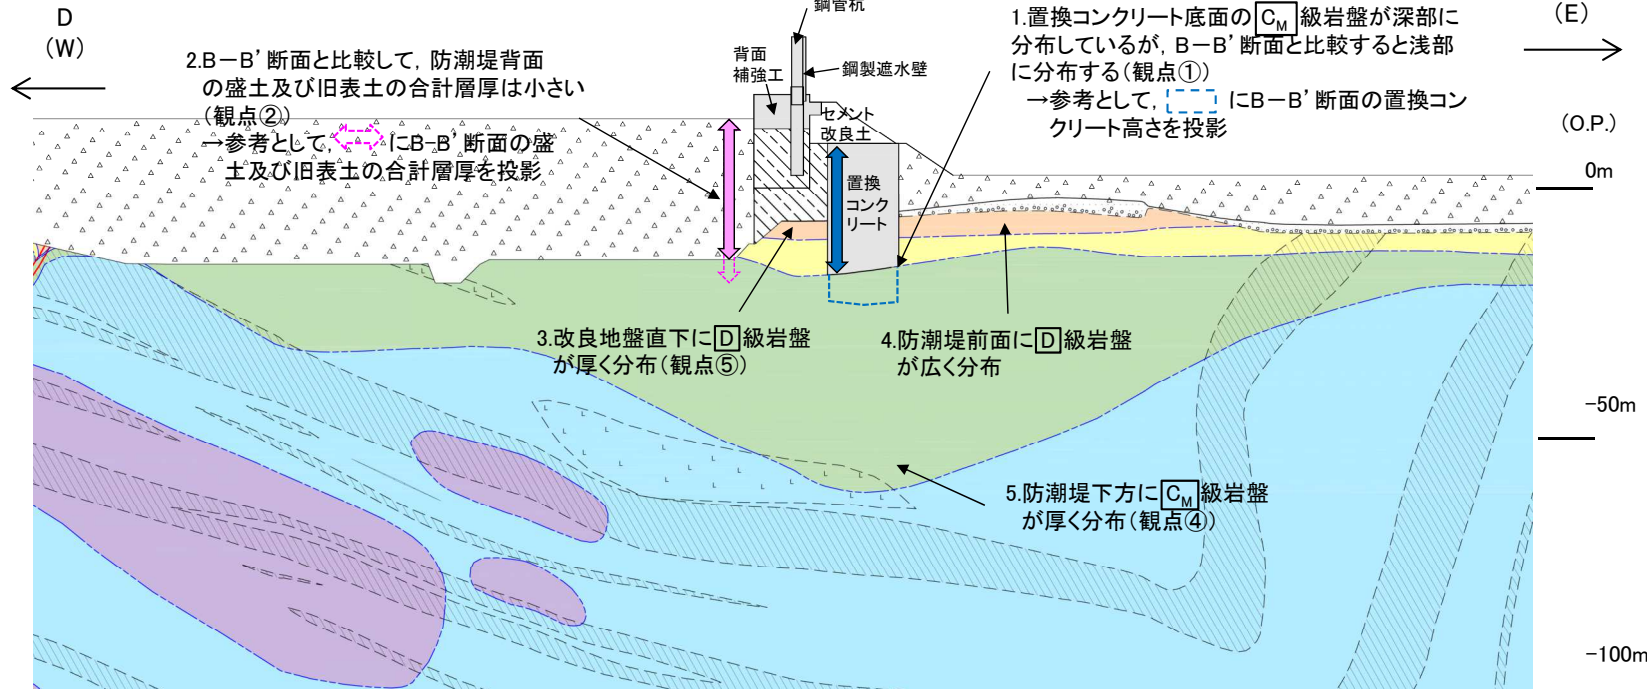 鋼管杭
D
(W)
(E)
1.置換コンクリート底面のCM級岩盤が深部に
分布しているが,B-B'断面と比較すると浅部
に分布する(観点①)
→参考として, にB-B'断面の置換コン
クリート高さを投影
2.B-B'断面と比較して,防潮堤背面
の盛土及び旧表土の合計層厚は小さい
(観点②)
→参考として, にB-B'断面の盛
土及び旧表土の合計層厚を投影
背面
補強工
鋼製遮水壁
セメント
改良土
置換
コンク
リート
(O.P.)
0m
3.改良地盤直下にD級岩盤
が厚く分布(観点⑤)
4.防潮堤前面にD級岩盤
が広く分布
-50m
5.防潮堤下方にCM級岩盤
が厚く分布(観点④)
-100m